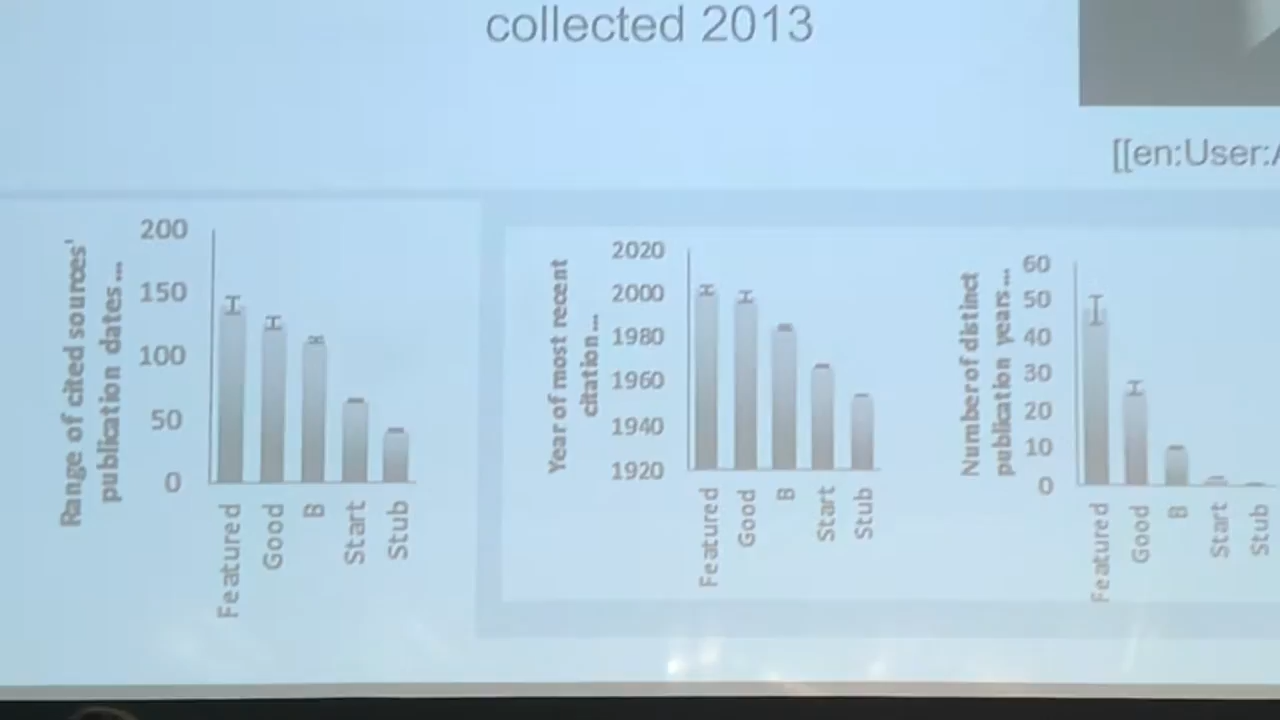 collected 2013
[[en:User:A
Range of cited sources'
publication dates...
200
150
100
50
0
Featured
Good
B
Start
Stub
Year of most recent
citation...
2020
2000
1980
1960
1940
1920
Featured
Good
B
Start
Stub
Number of distinct
publication years...
60
50
40
30
20
10
0
Featured
Good
B
Start
Stub